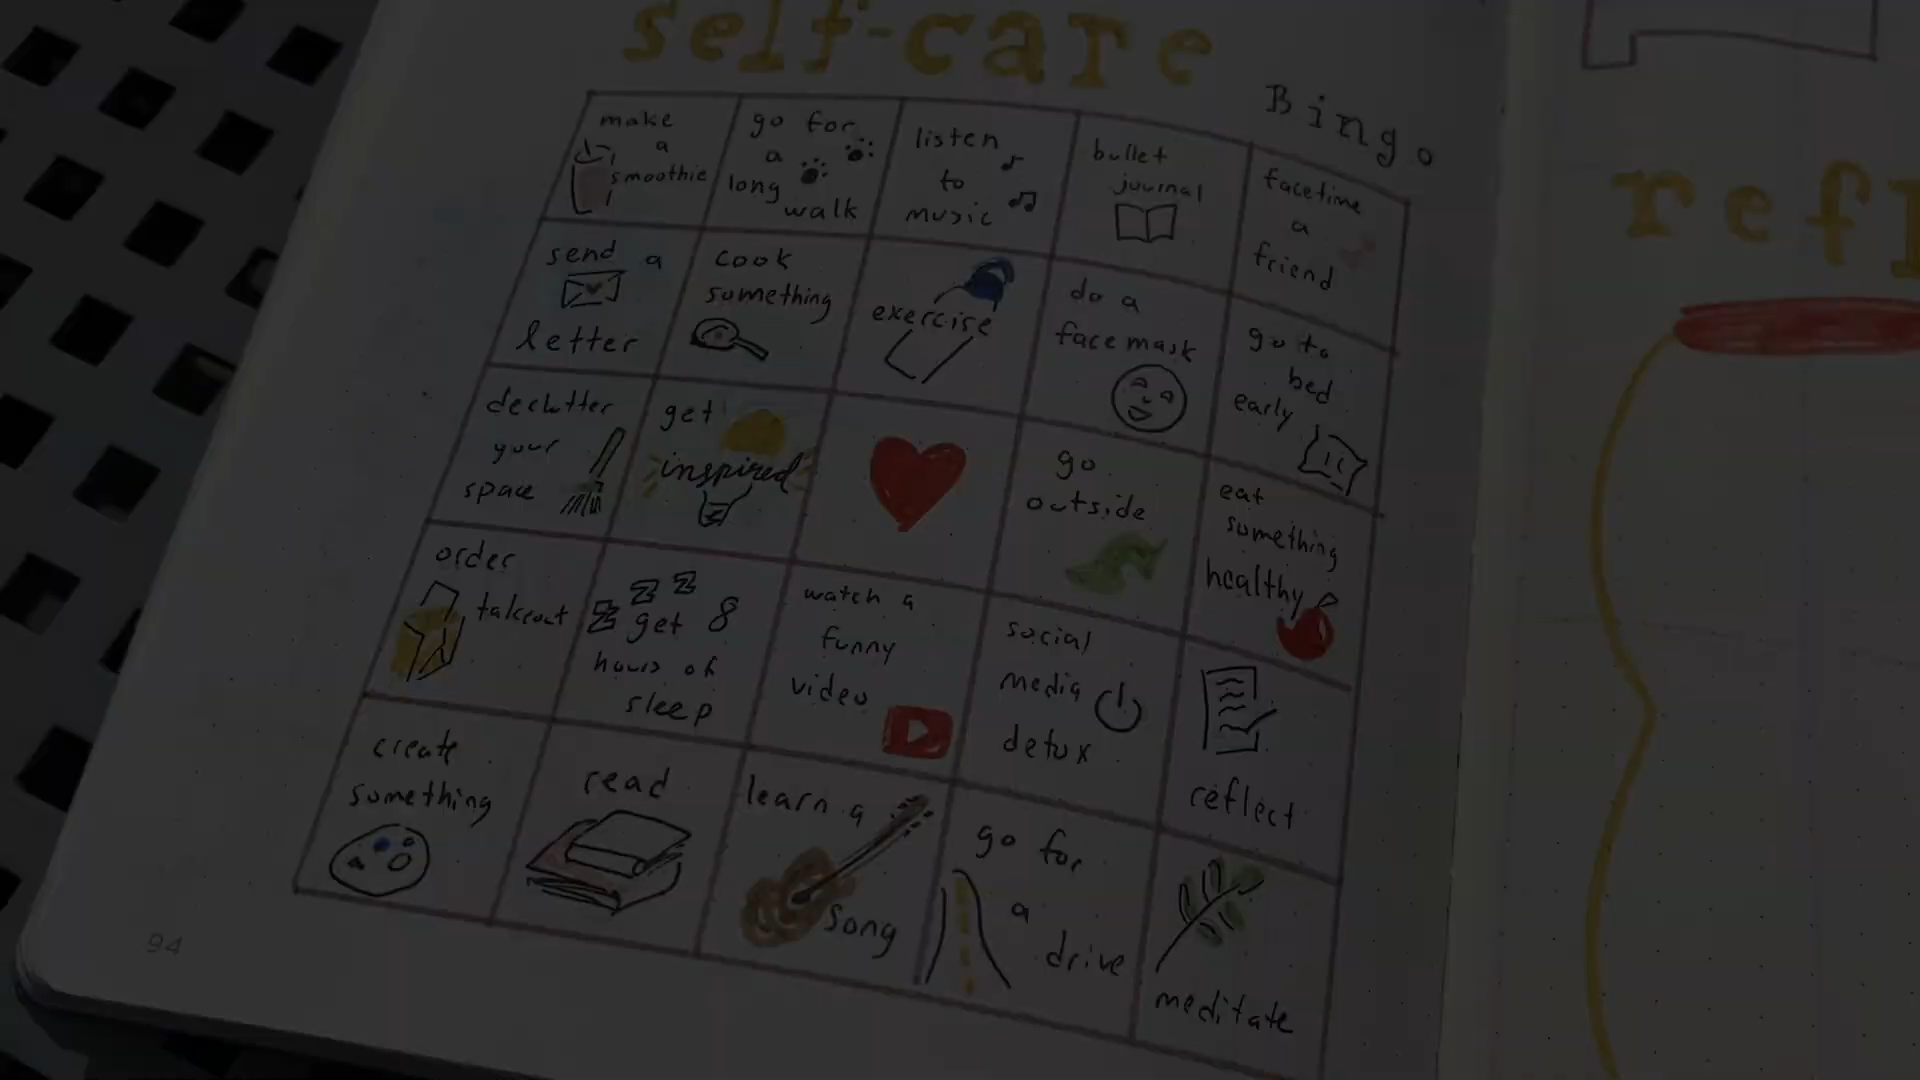 self-care
Bingo
make
a
smoothie
go for
a
long
walk
listen
to
music
bullet
journal
facetime
a
friend
send a
letter
cook
something
exercise
do a
face mask
go to
bed
early
declutter
your
space
get
inspired
go
outside
eat
something
healthy
order
takeout
z z z
get 8
hours of
sleep
watch a
funny
video
social
media
detox
reflect
create
something
read
learn a
song
go for
a
drive
meditate
94
refl